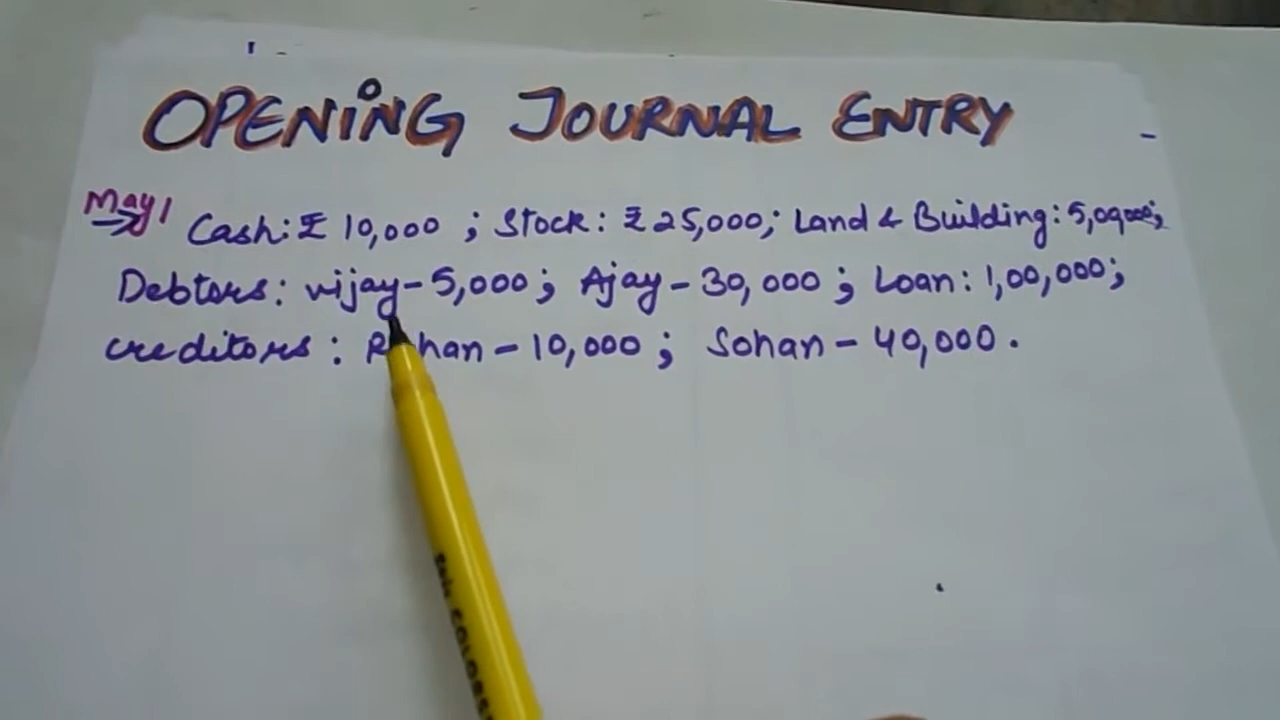 OPENING JOURNAL ENTRY
May 1
→ Cash: ₹ 10,000 ; Stock: ₹ 25,000; Land & Building: 5,00,000;
Debtors: Vijay - 5,000; Ajay - 30,000; Loan: 1,00,000;
creditors: - 10,000; Sohan - 40,000.